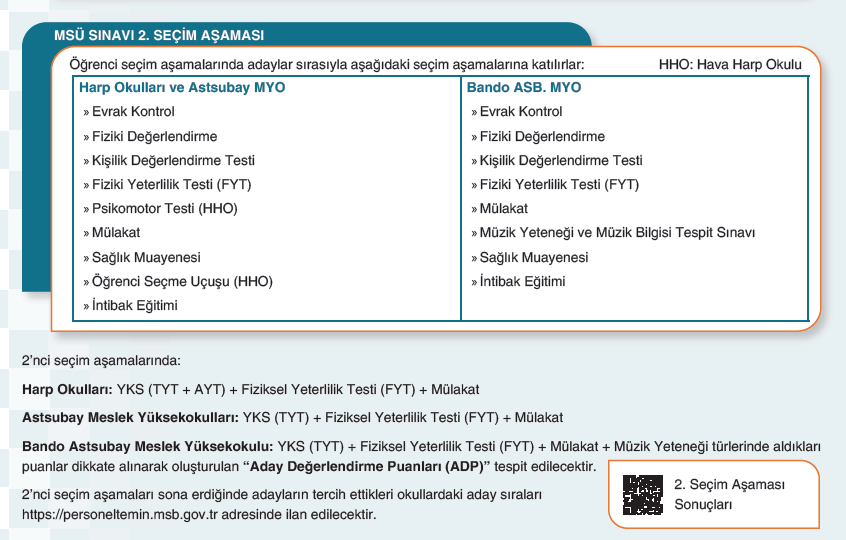 MSÜ SINAVI 2. SEÇİM AŞAMASI
Öğrenci seçim aşamalarında adaylar sırasıyla aşağıdaki seçim aşamalarına katılırlar: HHO: Hava Harp Okulu
Harp Okulları ve Astsubay MYO
» Evrak Kontrol
» Fiziki Değerlendirme
» Kişilik Değerlendirme Testi
» Fiziki Yeterlilik Testi (FYT)
» Psikomotor Testi (HHO)
» Mülakat
» Sağlık Muayenesi
» Öğrenci Seçme Uçuşu (HHO)
» İntibak Eğitimi
Bando ASB. MYO
» Evrak Kontrol
» Fiziki Değerlendirme
» Kişilik Değerlendirme Testi
» Fiziki Yeterlilik Testi (FYT)
» Mülakat
» Müzik Yeteneği ve Müzik Bilgisi Tespit Sınavı
» Sağlık Muayenesi
» İntibak Eğitimi
2'nci seçim aşamalarında:
Harp Okulları: YKS (TYT + AYT) + Fiziksel Yeterlilik Testi (FYT) + Mülakat
Astsubay Meslek Yüksekokulları: YKS (TYT) + Fiziksel Yeterlilik Testi (FYT) + Mülakat
Bando Astsubay Meslek Yüksekokulu: YKS (TYT) + Fiziksel Yeterlilik Testi (FYT) + Mülakat + Müzik Yeteneği türlerinde aldıkları
puanlar dikkate alınarak oluşturulan “Aday Değerlendirme Puanları (ADP)” tespit edilecektir.
2'nci seçim aşamaları sona erdiğinde adayların tercih ettikleri okullardaki aday sıraları
https://personeltemin.msb.gov.tr adresinde ilan edilecektir.
2. Seçim Aşaması
Sonuçları